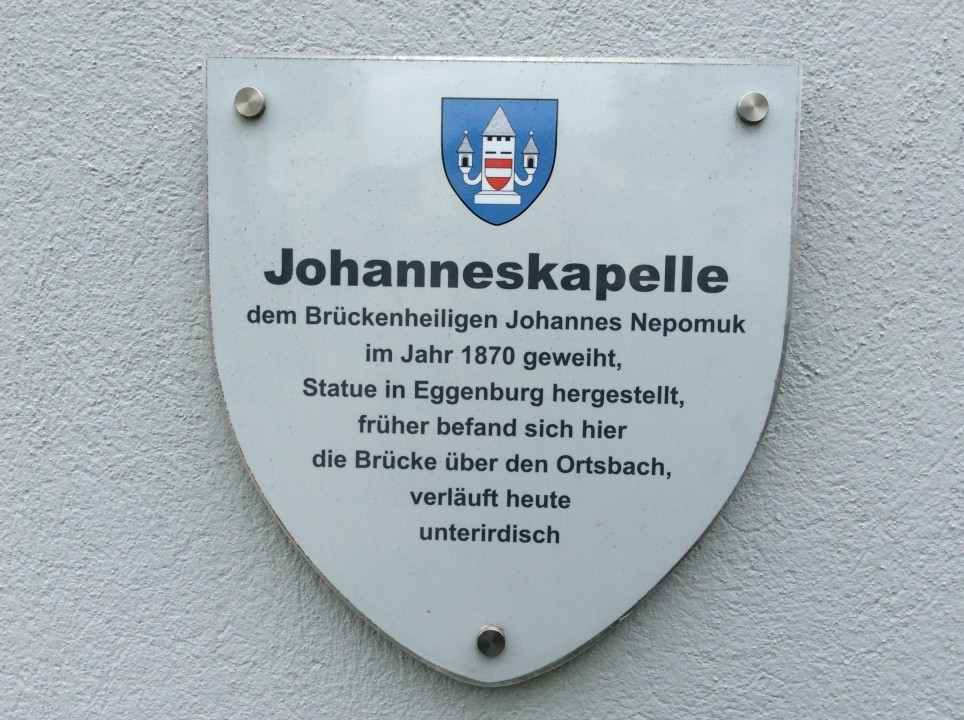 Johanneskapelle
dem Brückenheiligen Johannes Nepomuk
im Jahr 1870 geweiht,
Statue in Eggenburg hergestellt,
früher befand sich hier
die Brücke über den Ortsbach,
verläuft heute
unterirdisch